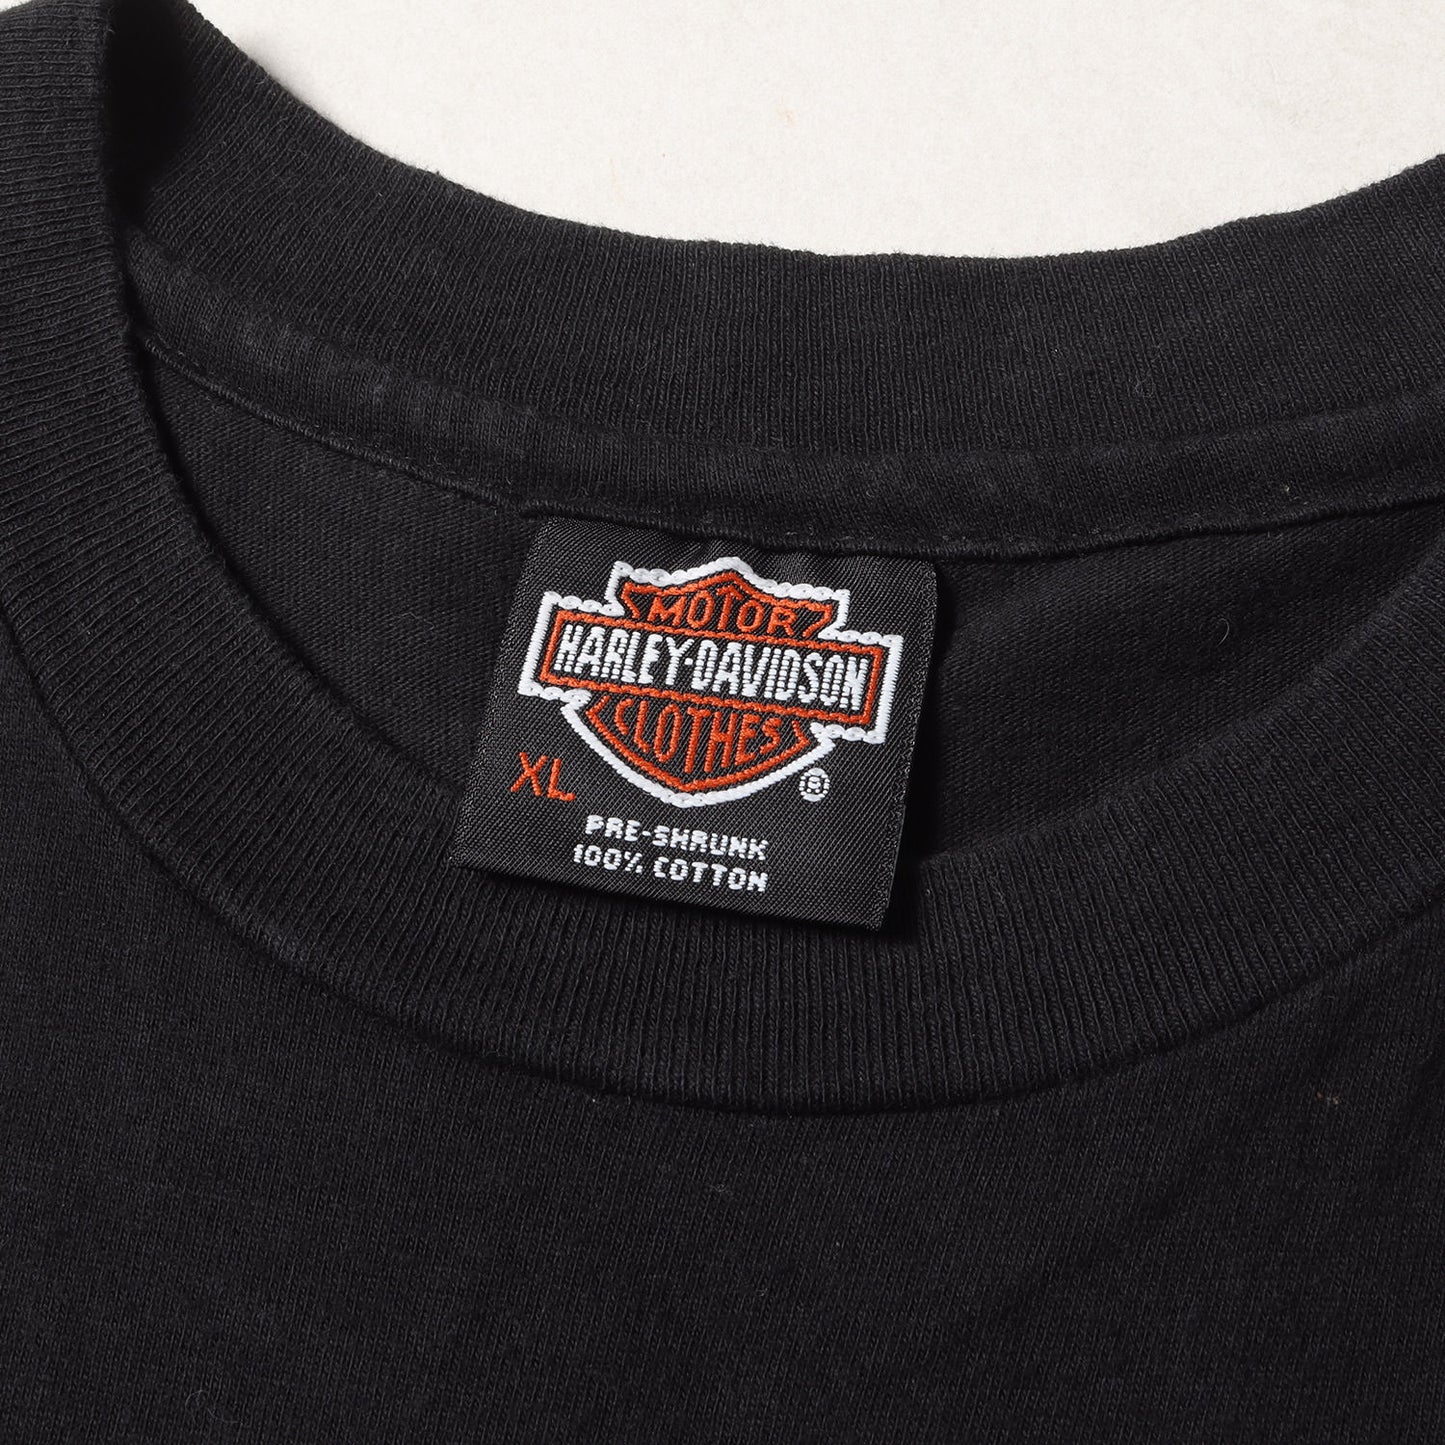 MOTOR
HARLEY-DAVIDSON
CLOTHES
XL
®
PRE-SHRUNK
100% COTTON